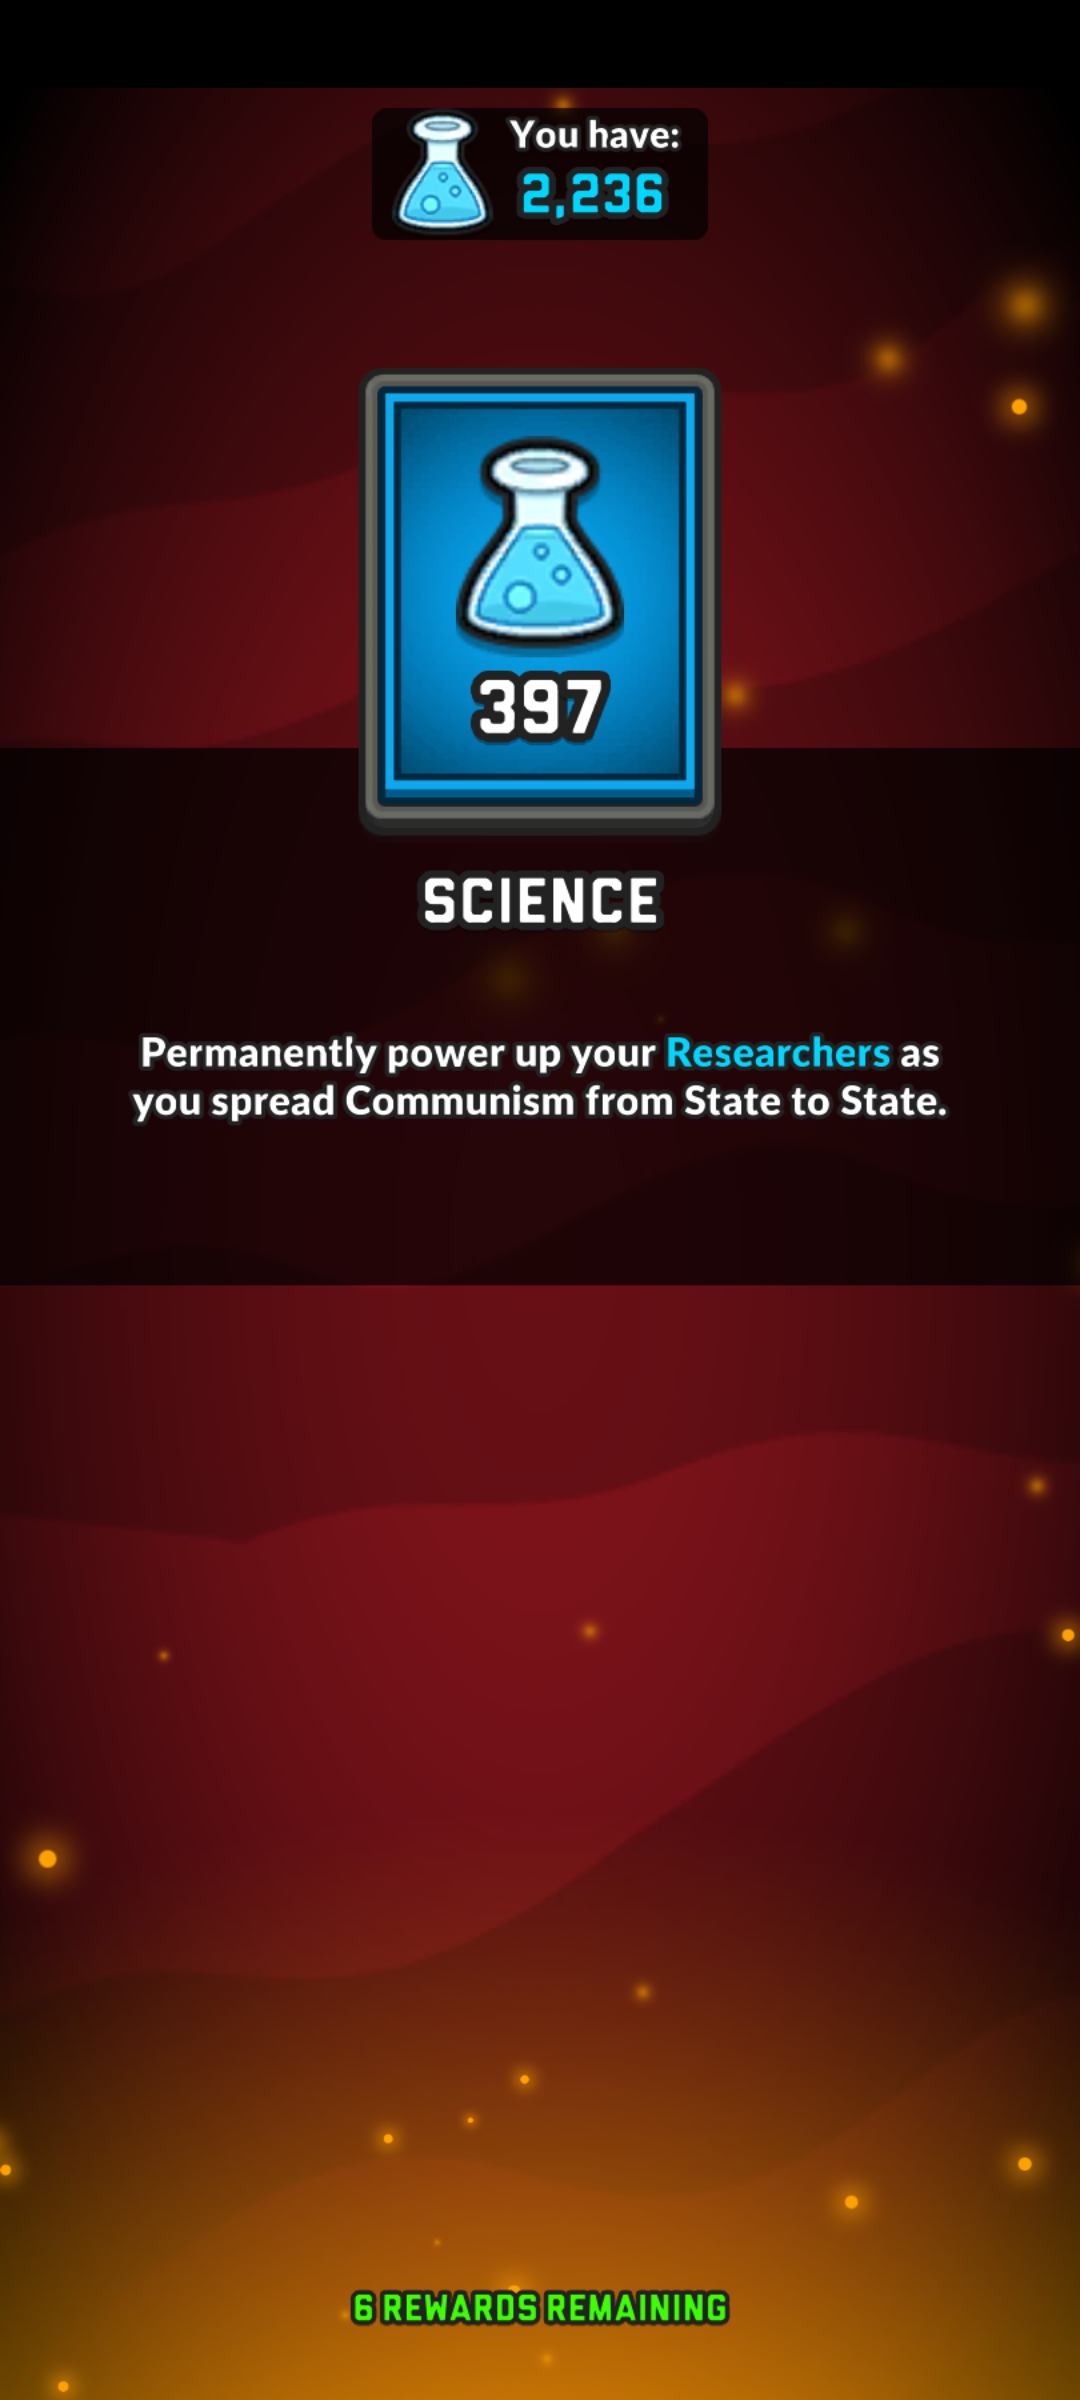 You have:
2,236
397
SCIENCE
Permanently power up your Researchers as
you spread Communism from State to State.
6 REWARDS REMAINING